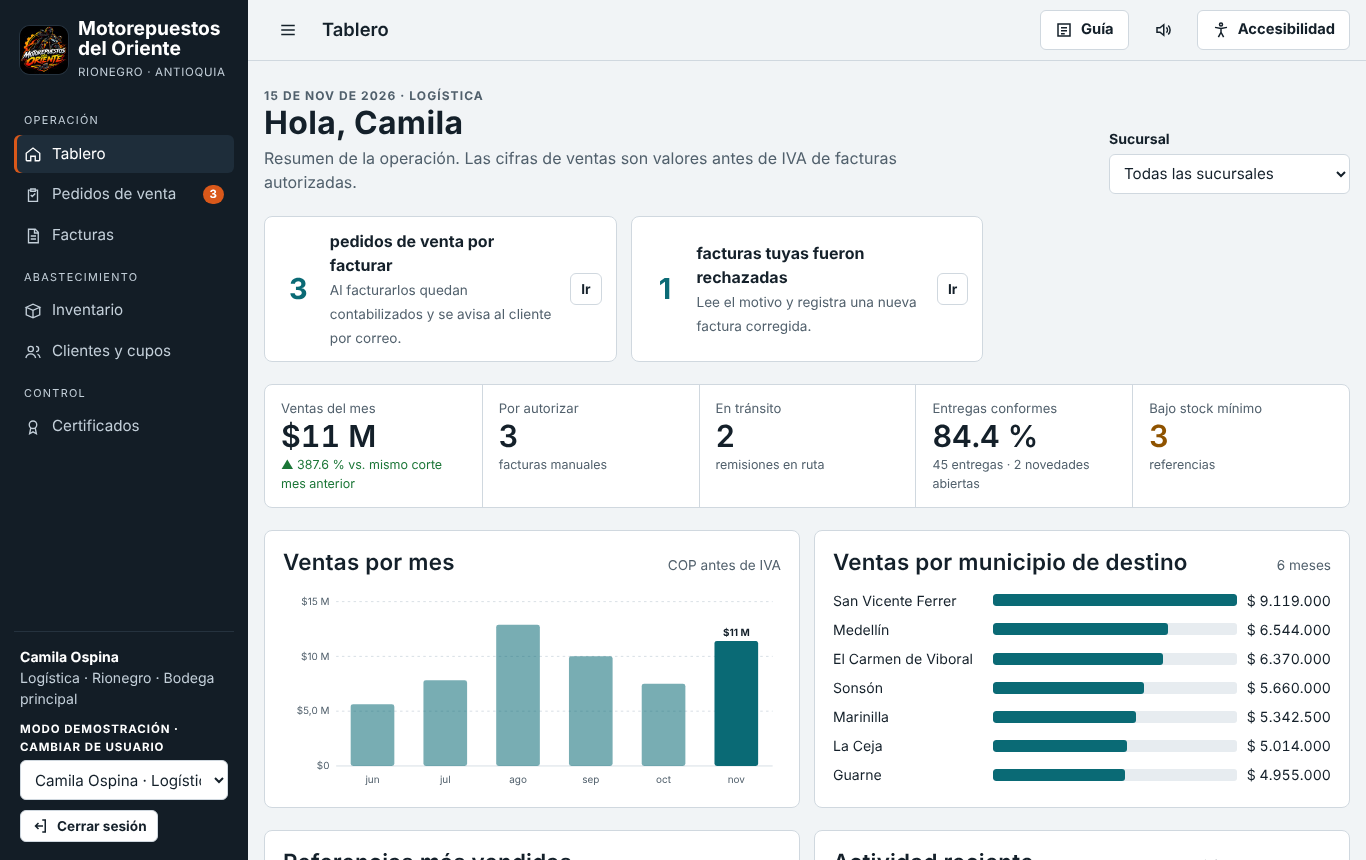 MOTOREPUESTOS
ORIENTE
Motorepuestos
del Oriente
RIONEGRO · ANTIOQUIA
OPERACIÓN
Tablero
Pedidos de venta 3
Facturas
ABASTECIMIENTO
Inventario
Clientes y cupos
CONTROL
Certificados
Camila Ospina
Logística · Rionegro · Bodega
principal
MODO DEMOSTRACIÓN ·
CAMBIAR DE USUARIO
Camila Ospina · Logístic
Cerrar sesión
Tablero
Guía
Accesibilidad
15 DE NOV DE 2026 · LOGÍSTICA
Hola, Camila
Resumen de la operación. Las cifras de ventas son valores antes de IVA de facturas
autorizadas.
Sucursal
Todas las sucursales
3
pedidos de venta por
facturar
Al facturarlos quedan
contabilizados y se avisa al cliente
por correo.
Ir
1
facturas tuyas fueron
rechazadas
Lee el motivo y registra una nueva
factura corregida.
Ir
Ventas del mes
$11 M
▲ 387.6 % vs. mismo corte
mes anterior
Por autorizar
3
facturas manuales
En tránsito
2
remisiones en ruta
Entregas conformes
84.4 %
45 entregas · 2 novedades
abiertas
Bajo stock mínimo
3
referencias
Ventas por mes
COP antes de IVA
$15 M
$10 M
$5,0 M
$0
$11 M
jun jul ago sep oct nov
Ventas por municipio de destino
6 meses
San Vicente Ferrer $ 9.119.000
Medellín $ 6.544.000
El Carmen de Viboral $ 6.370.000
Sonsón $ 5.660.000
Marinilla $ 5.342.500
La Ceja $ 5.014.000
Guarne $ 4.955.000
Referencias más vendidas
Actividad reciente